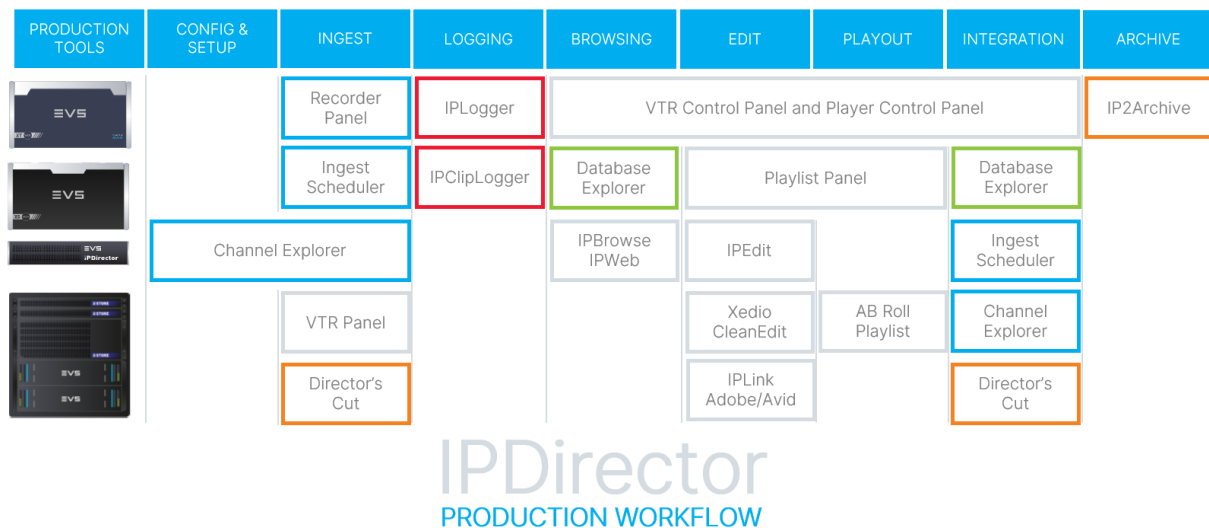 PRODUCTION
TOOLS
CONFIG &
SETUP
INGEST
LOGGING
BROWSING
EDIT
PLAYOUT
INTEGRATION
ARCHIVE
EVS
Recorder
Panel
IPLogger
VTR Control Panel and Player Control Panel
IP2Archive
EVS
Ingest
Scheduler
IPClipLogger
Database
Explorer
Playlist Panel
Database
Explorer
EVS
IPDirector
Channel Explorer
IPBrowse
IPWeb
IPEdit
Ingest
Scheduler
X-STORE
X-STORE
X-STORE
EVS
EVS
VTR Panel
Xedio
CleanEdit
AB Roll
Playlist
Channel
Explorer
Director's
Cut
IPLink
Adobe/Avid
Director's
Cut
IPDirector
PRODUCTION WORKFLOW